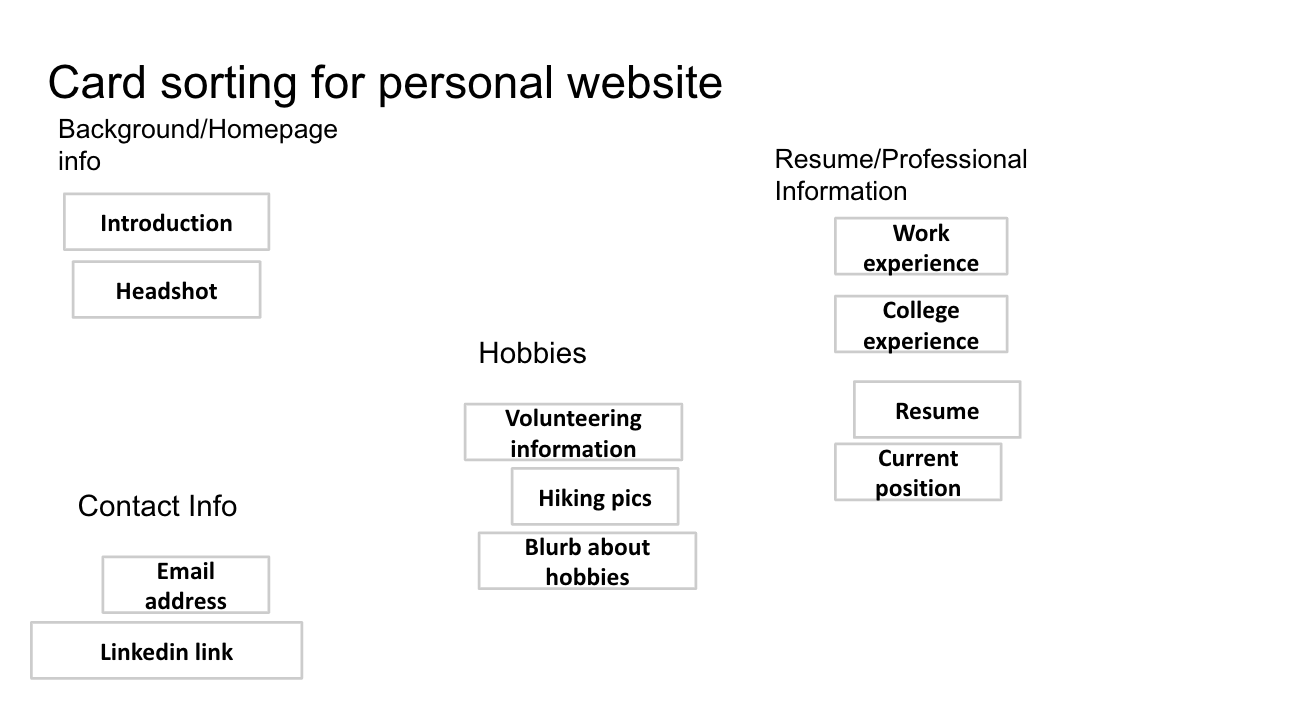 Card sorting for personal website
Background/Homepage
info
Introduction
Headshot
Contact Info
Email
address
Linkedin link
Hobbies
Volunteering
information
Hiking pics
Blurb about
hobbies
Resume/Professional
Information
Work
experience
College
experience
Resume
Current
position